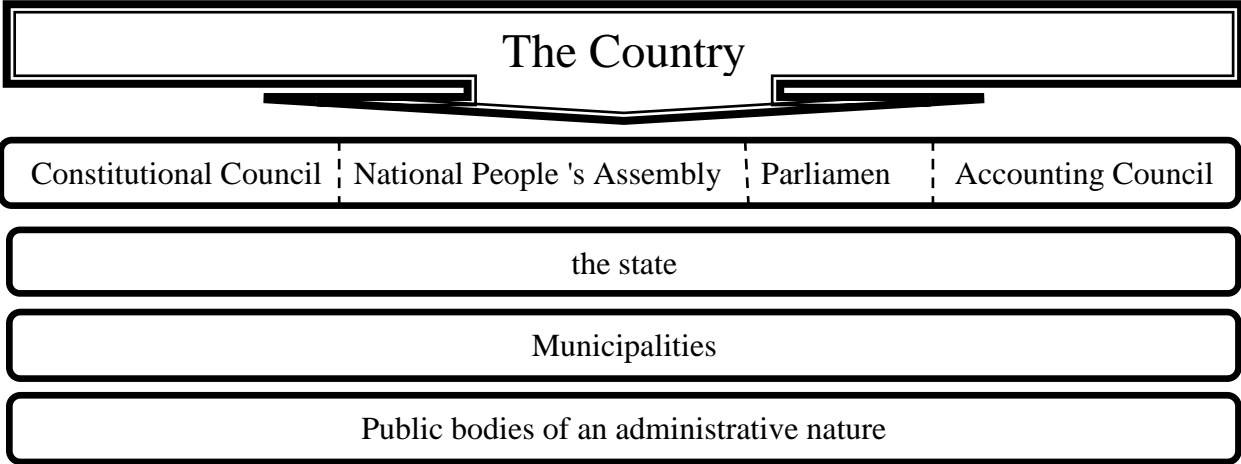 The Country
Constitutional Council National People 's Assembly Parliamen Accounting Council
the state
Municipalities
Public bodies of an administrative nature